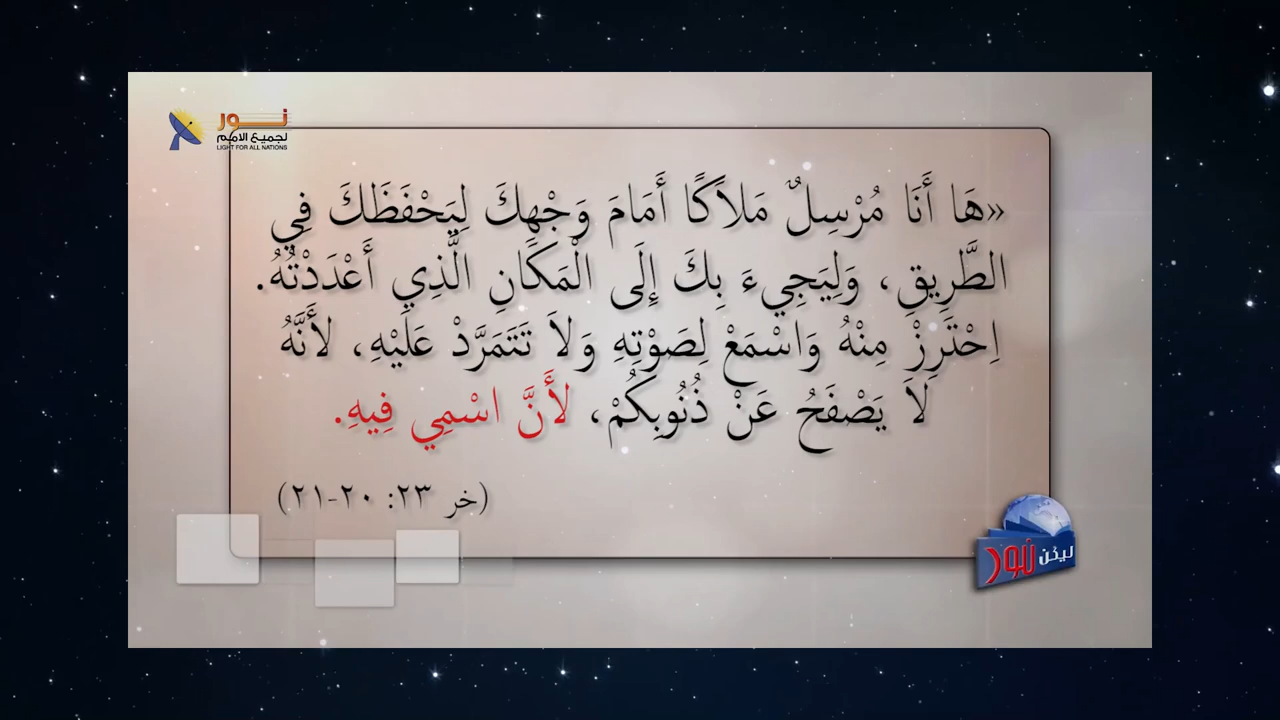 نور
لجميع الامم
LIGHT FOR ALL NATIONS
«هَا أَنَا مُرْسِلٌ مَلاَكًا أَمَامَ وَجْهِكَ لِيَحْفَظَكَ فِي
الطَّرِيقِ، وَلِيَجِيءَ بِكَ إِلَى الْمَكَانِ الَّذِي أَعْدَدْتُهُ.
اِحْتَرِزْ مِنْهُ وَاسْمَعْ لِصَوْتِهِ وَلاَ تَتَمَرَّدْ عَلَيْهِ، لأَنَّهُ
لاَ يَصْفَحُ عَنْ ذُنُوبِكُمْ، لأَنَّ اسْمِي فِيهِ.
(خر ٢٣: ٢٠-٢١)
ليكن نور